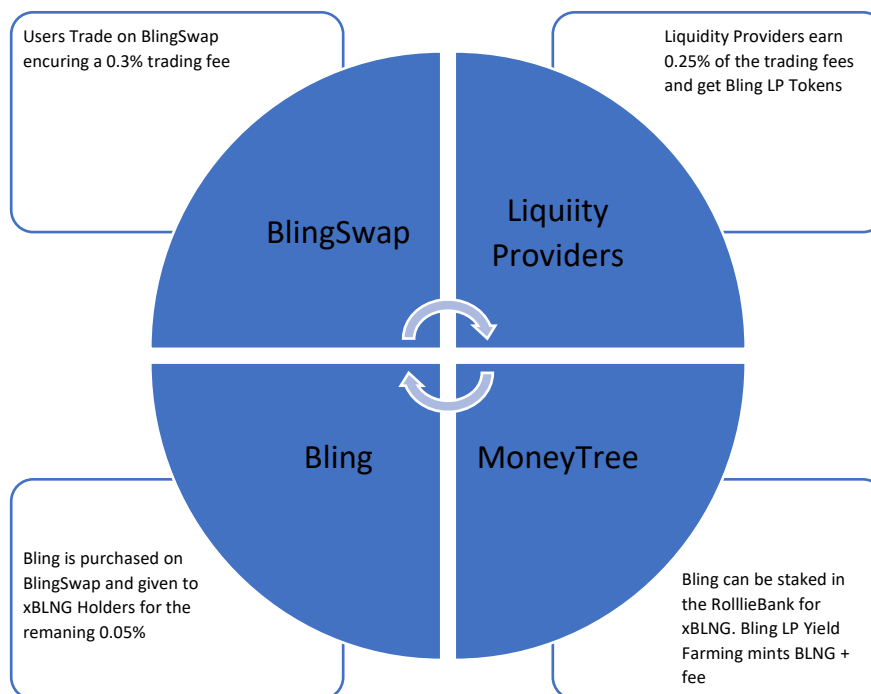 Users Trade on BlingSwap
encuring a 0.3% trading fee
Liquidity Providers earn
0.25% of the trading fees
and get Bling LP Tokens
BlingSwap
Liquiity
Providers
Bling
MoneyTree
Bling is purchased on
BlingSwap and given to
xBLNG Holders for the
remaning 0.05%
Bling can be staked in
the RolllieBank for
xBLNG. Bling LP Yield
Farming mints BLNG +
fee